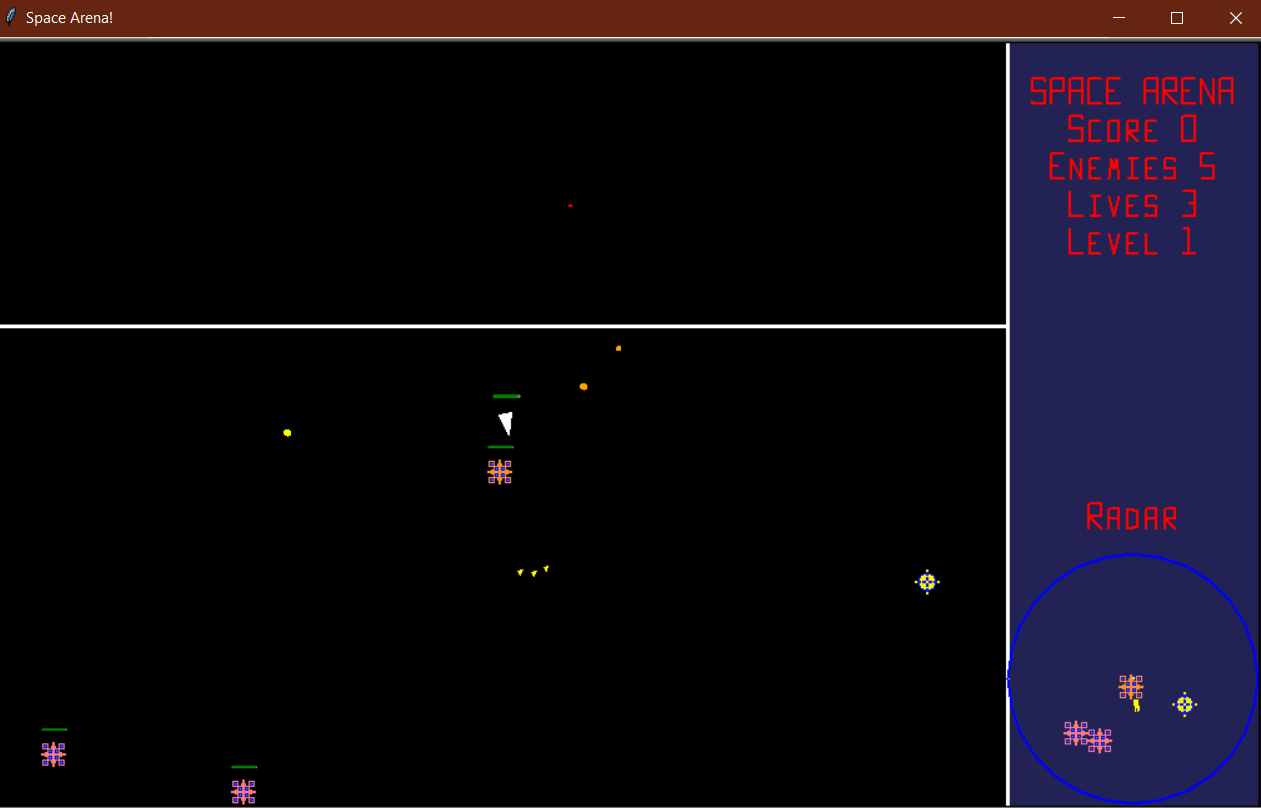 Space Arena!
SPACE ARENA
SCORE 0
ENEMIES 5
LIVES 3
LEVEL 1
RADAR